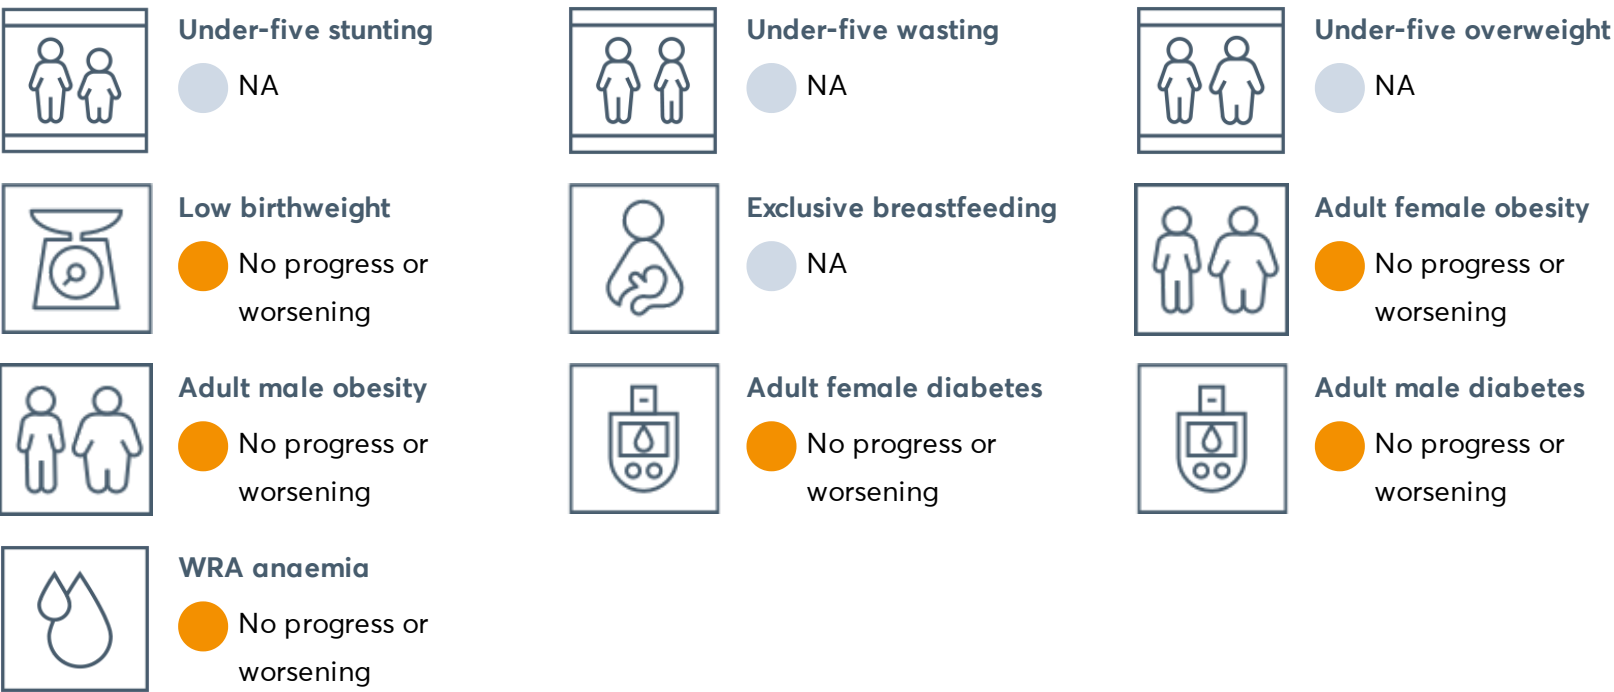 Under-five stunting
NA
Under-five wasting
NA
Under-five overweight
NA
Low birthweight
No progress or
worsening
Exclusive breastfeeding
NA
Adult female obesity
No progress or
worsening
Adult male obesity
No progress or
worsening
Adult female diabetes
No progress or
worsening
Adult male diabetes
No progress or
worsening
WRA anaemia
No progress or
worsening